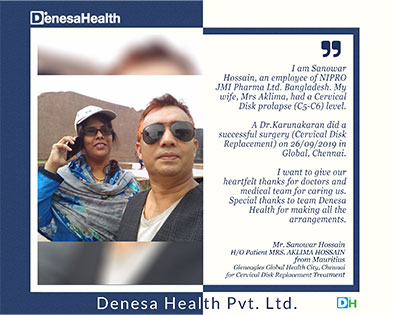 DenesaHealth
I am Sanowar
Hossain, an employee of NIPRO
JMI Pharma Ltd. Bangladesh. My
wife, Mrs Aklima, had a Cervical
Disk prolapse (C5-C6) level.
A Dr.Karunakaran did a
successful surgery (Cervical Disk
Replacement) on 26/09/2019 in
Global, Chennai.
I want to give our
heartfelt thanks for doctors and
medical team for caring us.
Special thanks to team Denesa
Health for making all the
arrangements.
Mr. Sanowar Hossain
H/O Patient MRS. AKLIMA HOSSAIN
from Mauritius
Gleneagles Global Health City, Chennai
for Cervical Disk Replacement Treatment
Denesa Health Pvt. Ltd.
DH